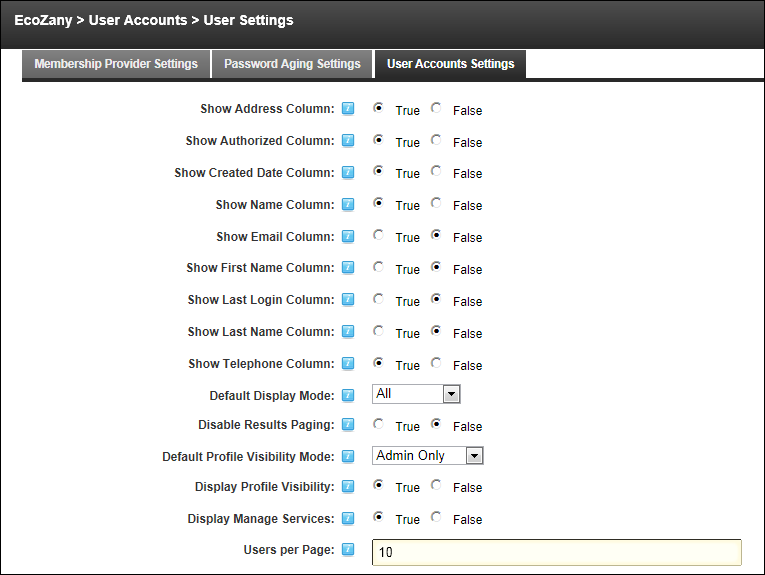 EcoZany > User Accounts > User Settings
Membership Provider Settings Password Aging Settings User Accounts Settings
Show Address Column: True False
Show Authorized Column: True False
Show Created Date Column: True False
Show Name Column: True False
Show Email Column: True False
Show First Name Column: True False
Show Last Login Column: True False
Show Last Name Column: True False
Show Telephone Column: True False
Default Display Mode: All
Disable Results Paging: True False
Default Profile Visibility Mode: Admin Only
Display Profile Visibility: True False
Display Manage Services: True False
Users per Page: 10